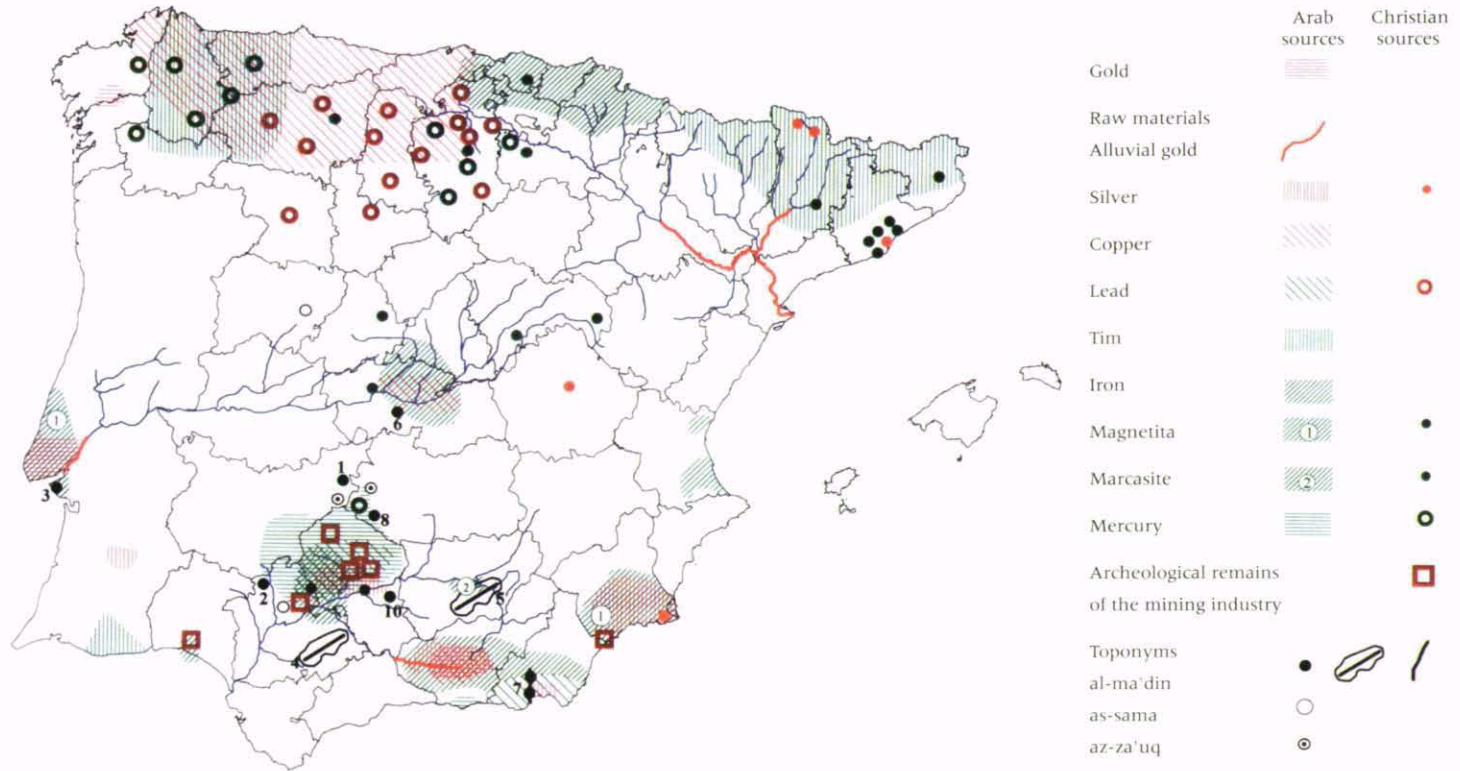 Arab Christian
sources sources
Gold
Raw materials
Alluvial gold
Silver
Copper
Lead
Tim
Iron
Magnetita 1
Marcasite 2
Mercury
Archeological remains
of the mining industry
Toponyms
al-ma'din
as-sama
az-za'uq
1
6
1
3
8
2
10
2
5
1
4
7